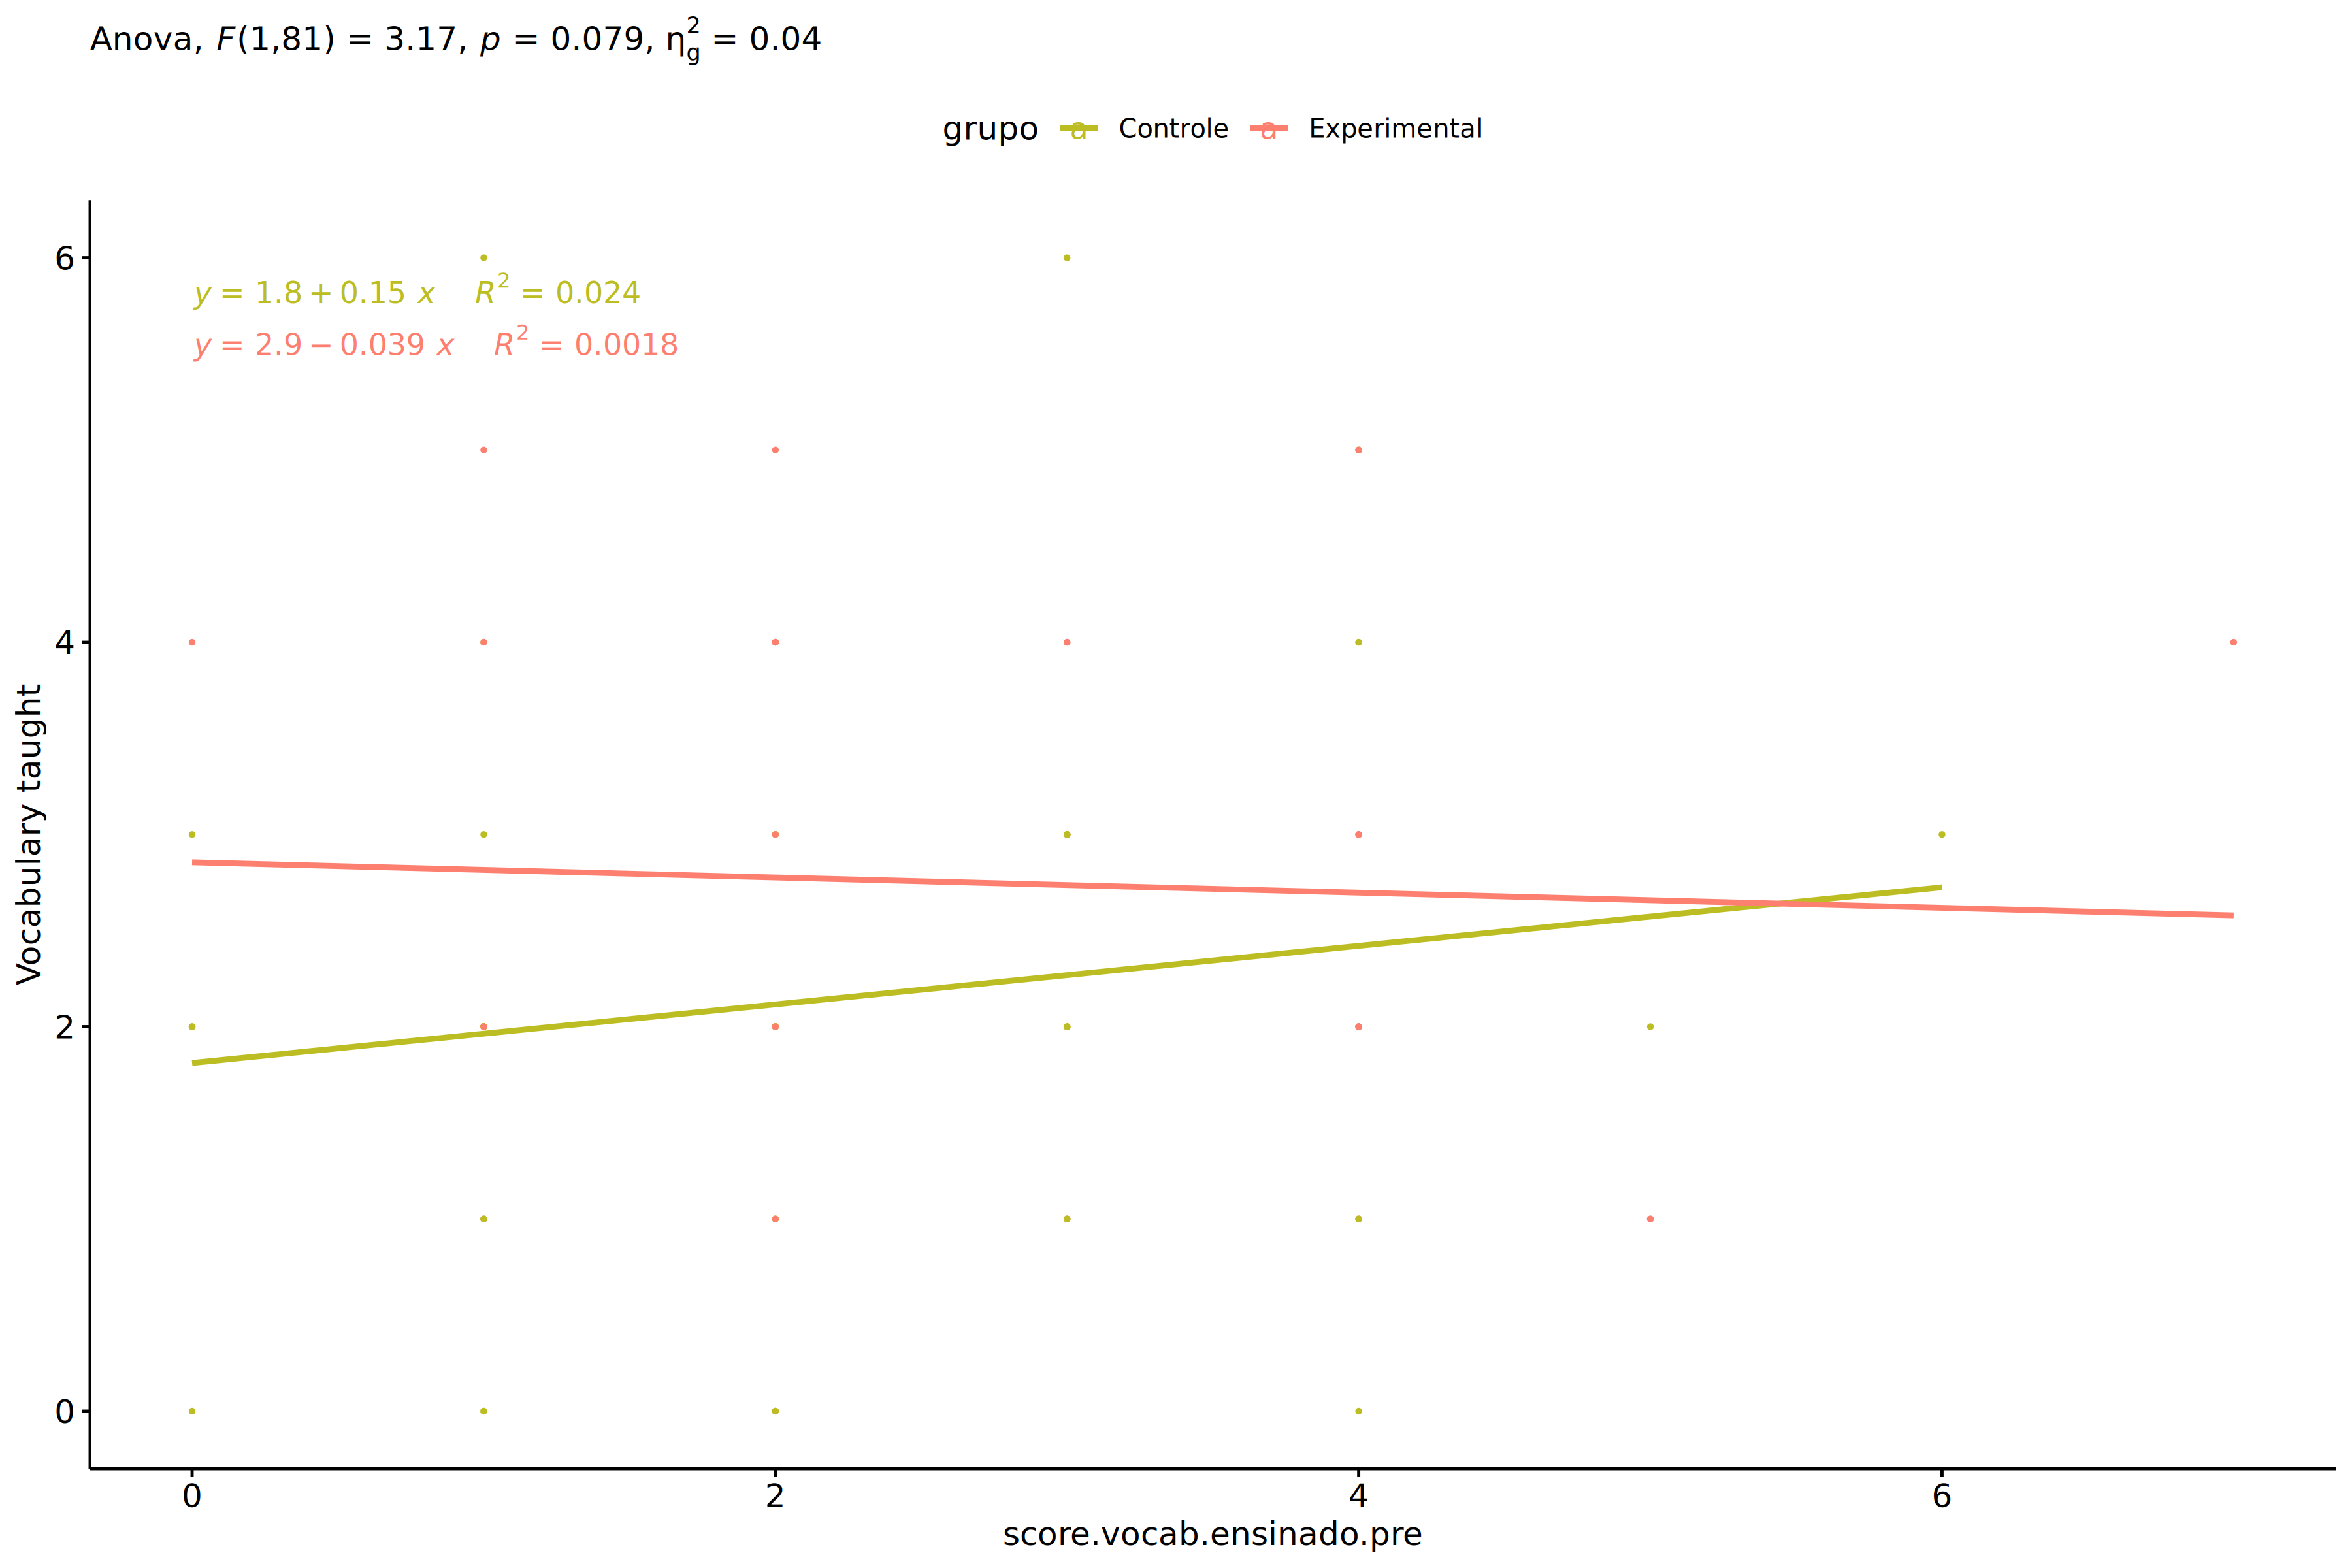 Anova, F(1,81) = 3.17, p = 0.079, η²g = 0.04
grupo a Controle a Experimental
6
y = 1.8 + 0.15 x R² = 0.024
y = 2.9 − 0.039 x R² = 0.0018
4
Vocabulary taught
2
0
0 2 4 6
score.vocab.ensinado.pre